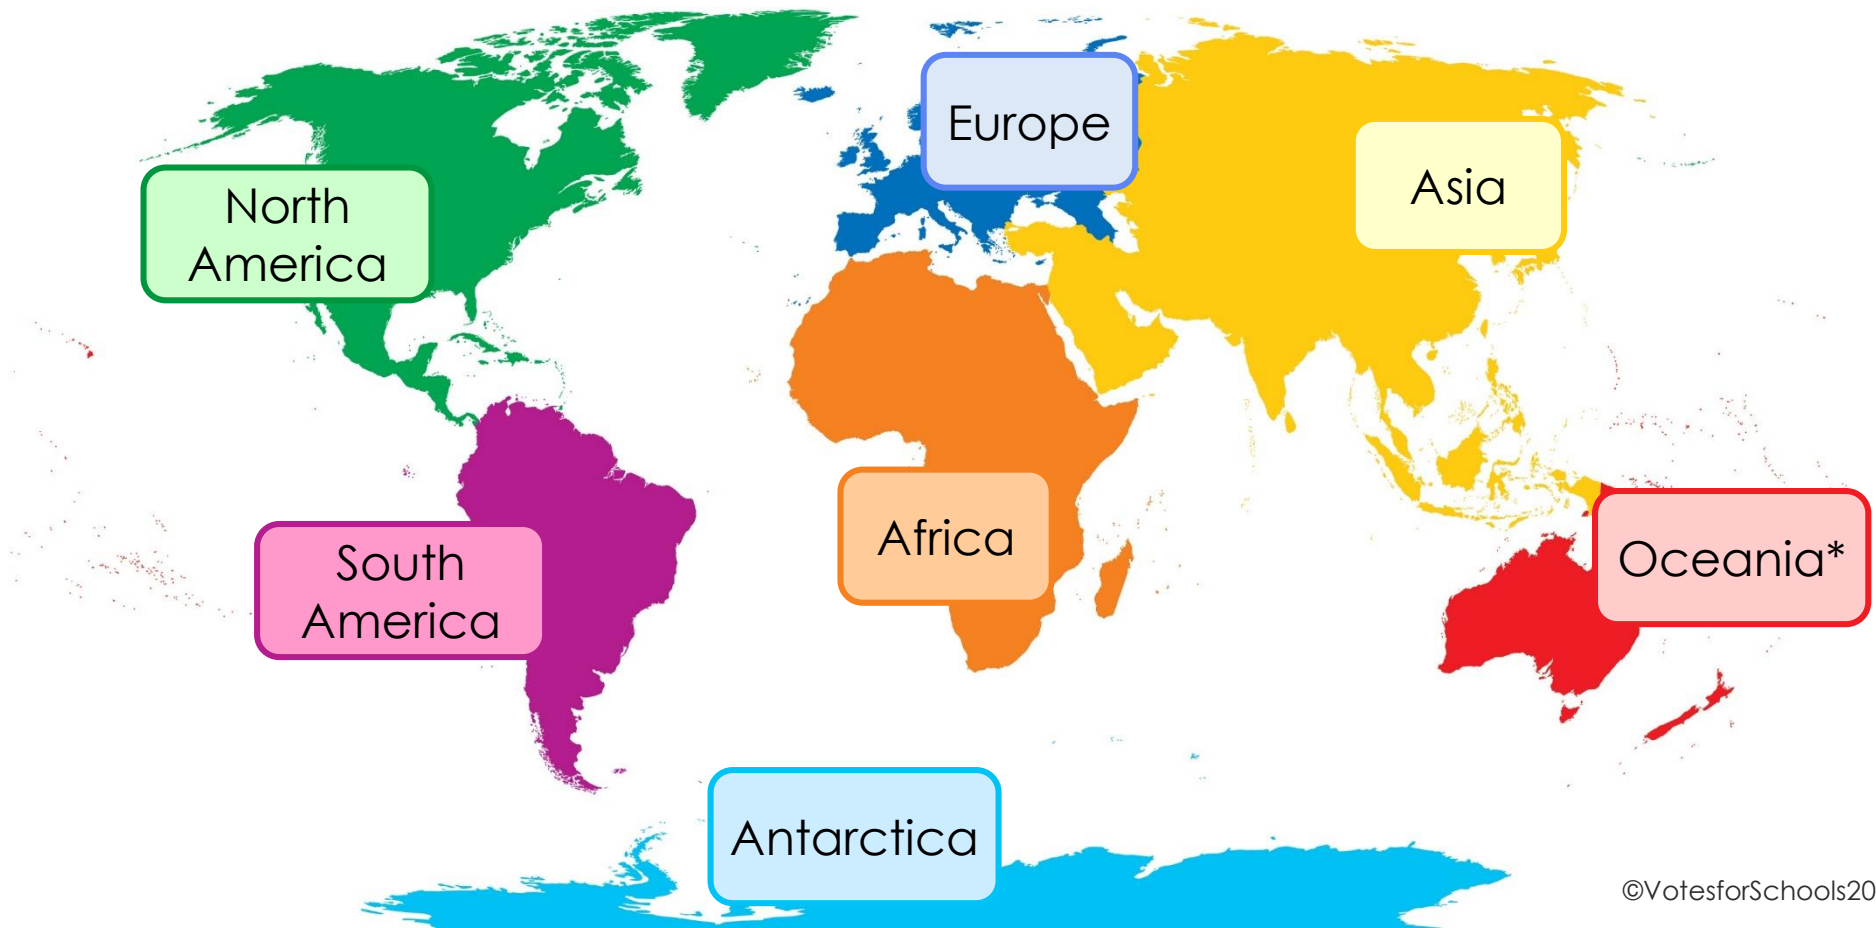 Europe
Asia
North
America
Africa
Oceania*
South
America
Antarctica
©VotesforSchools20